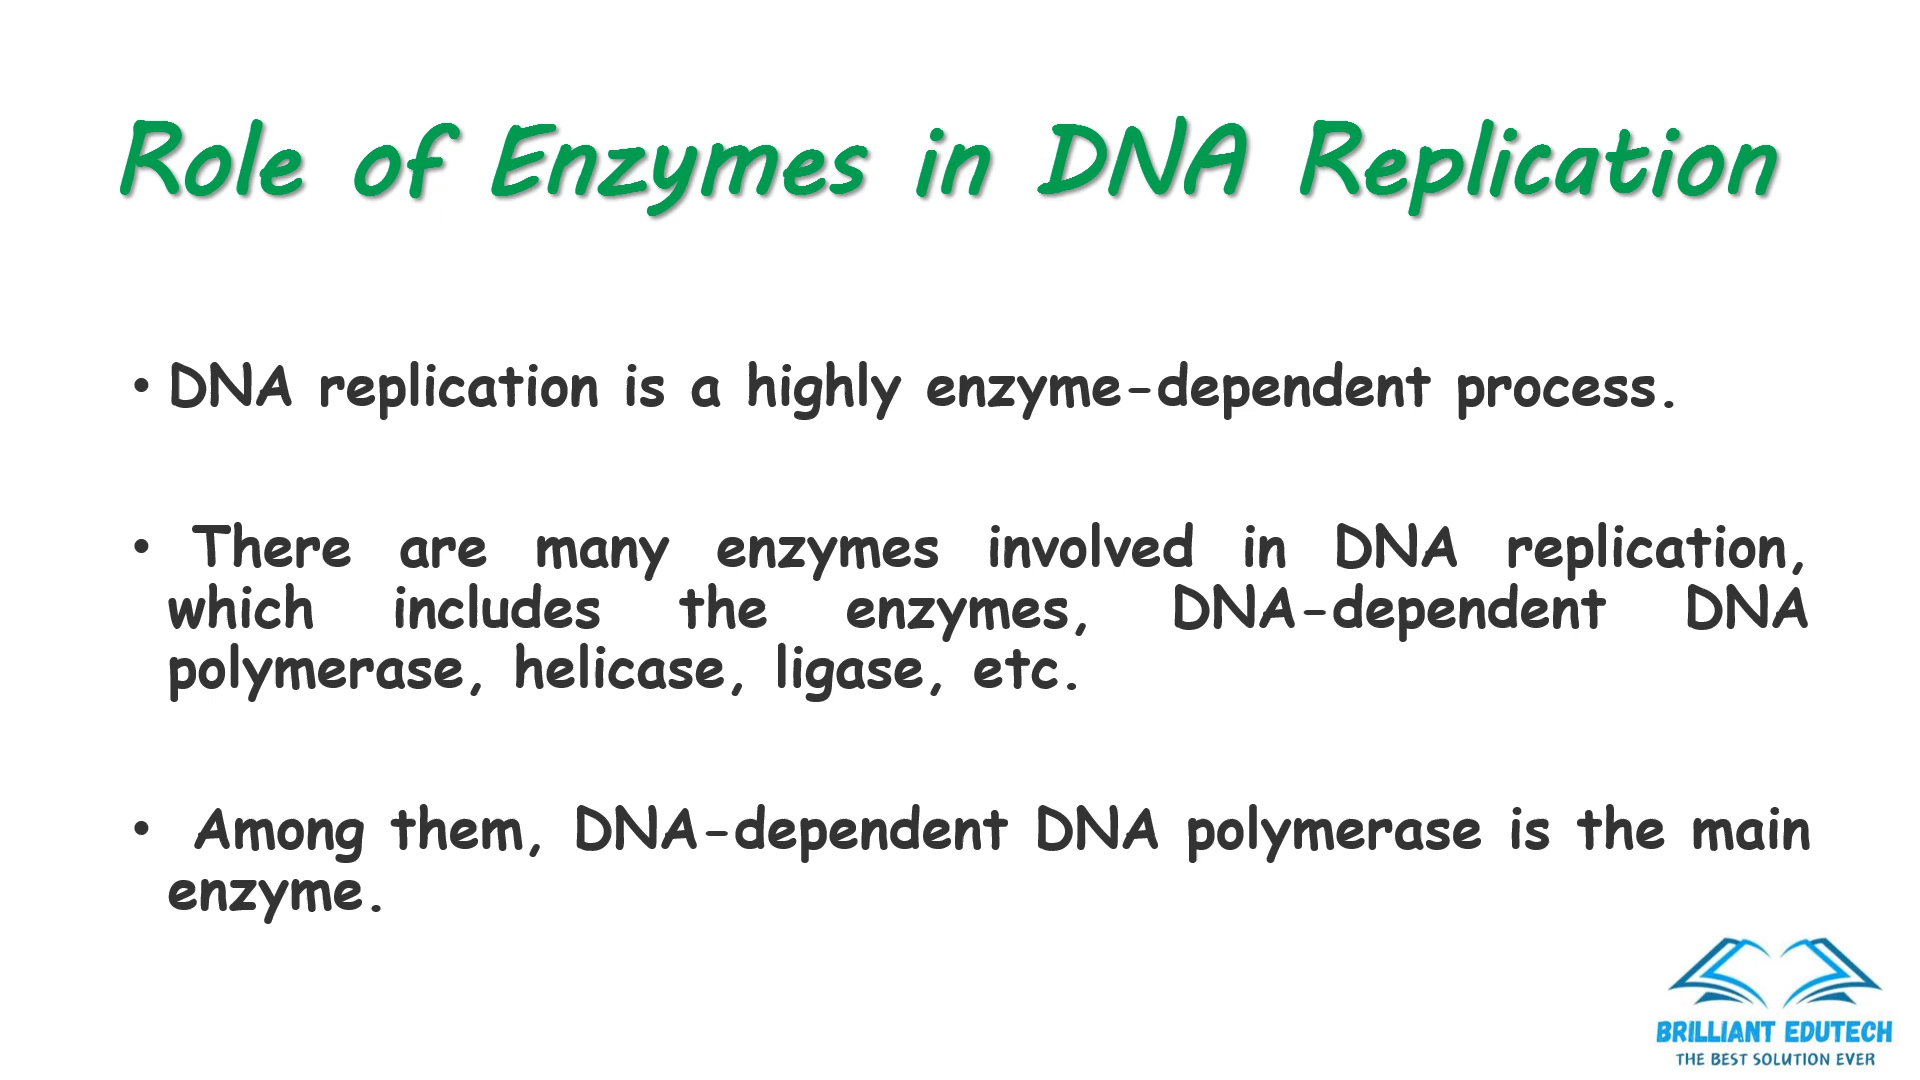 Role of Enzymes in DNA Replication
• DNA replication is a highly enzyme-dependent process.
• There are many enzymes involved in DNA replication,
which includes the enzymes, DNA-dependent DNA
polymerase, helicase, ligase, etc.
• Among them, DNA-dependent DNA polymerase is the main
enzyme.
BRILLIANT EDUTECH
THE BEST SOLUTION EVER